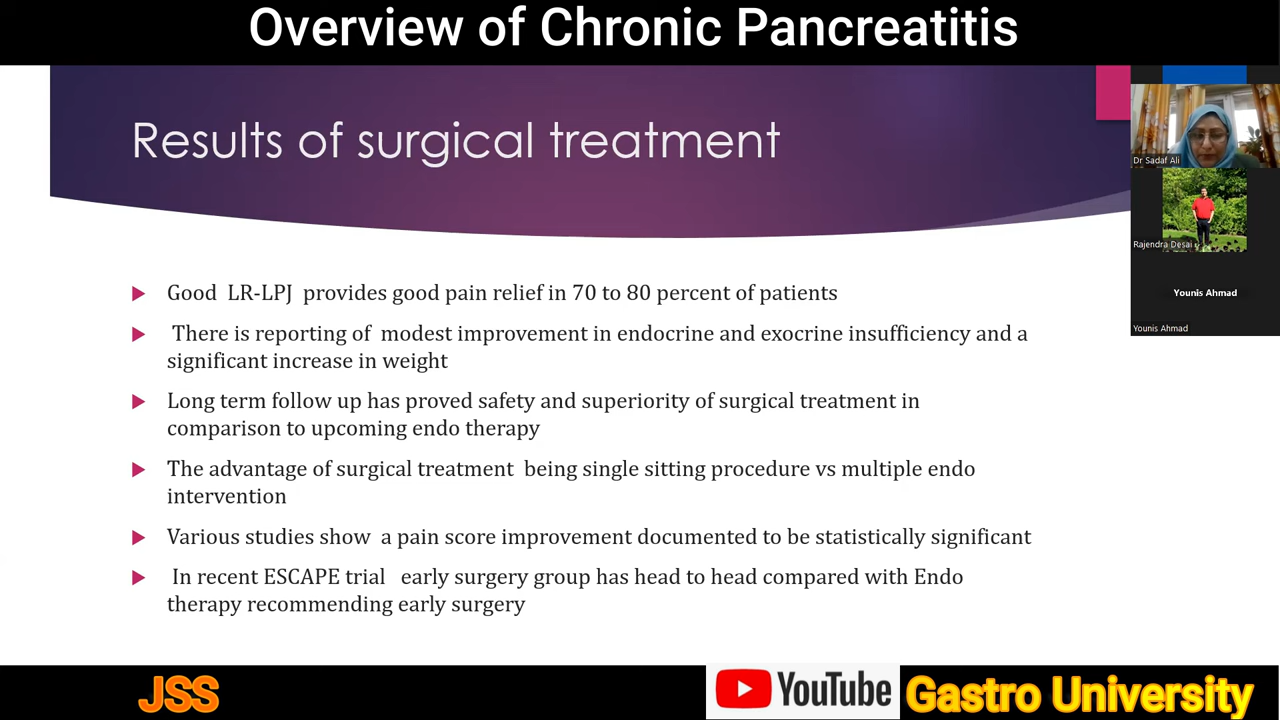 Overview of Chronic Pancreatitis
Results of surgical treatment
Good LR-LPJ provides good pain relief in 70 to 80 percent of patients
There is reporting of modest improvement in endocrine and exocrine insufficiency and a
significant increase in weight
Long term follow up has proved safety and superiority of surgical treatment in
comparison to upcoming endo therapy
The advantage of surgical treatment being single sitting procedure vs multiple endo
intervention
Various studies show a pain score improvement documented to be statistically significant
In recent ESCAPE trial early surgery group has head to head compared with Endo
therapy recommending early surgery
Dr Sadaf Ali
Rajendra Desai
Younis Ahmad
Younis Ahmad
JSS
YouTube
Gastro University